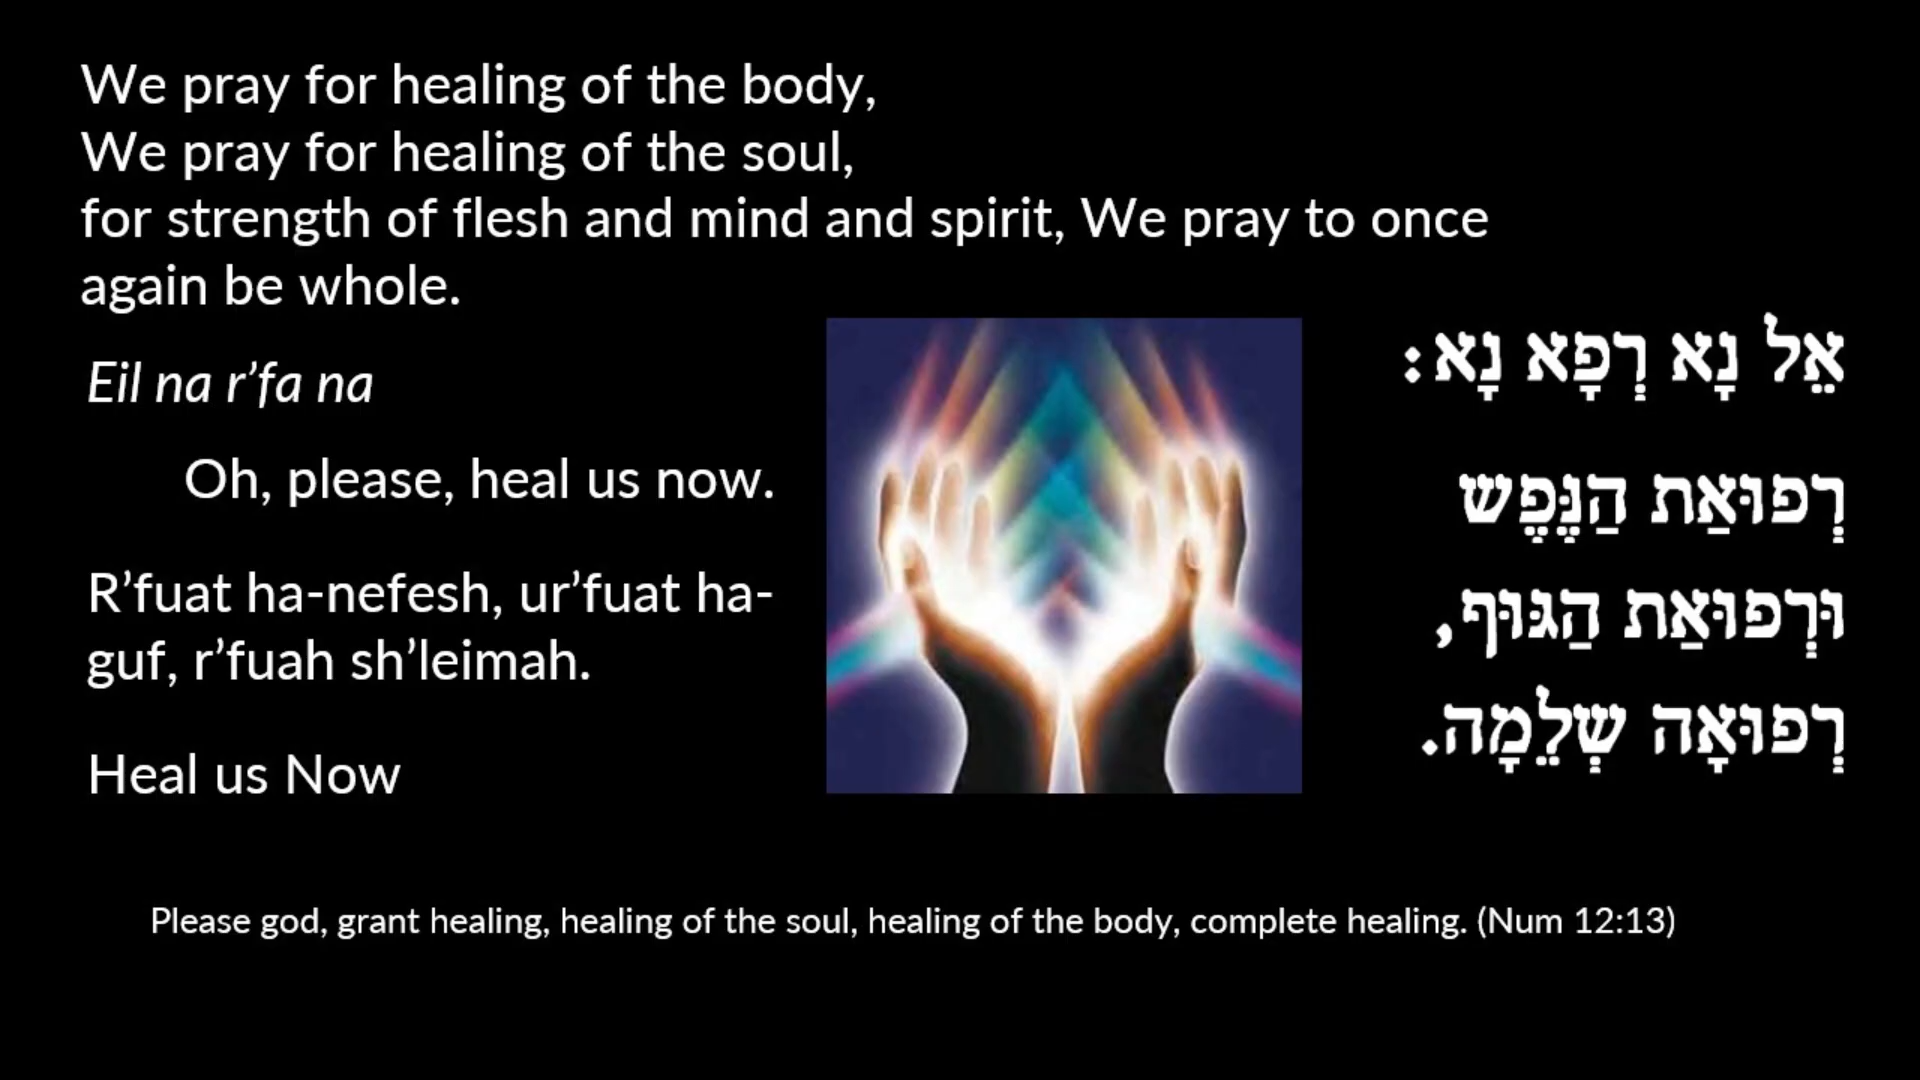 We pray for healing of the body,
We pray for healing of the soul,
for strength of flesh and mind and spirit, We pray to once
again be whole.
Eil na r’fa na
Oh, please, heal us now.
R’fuat ha-nefesh, ur’fuat ha-
guf, r’fuah sh’leimah.
Heal us Now
אֵל נָא רְפָא נָא׃
רְפוּאַת הַנֶּפֶשׁ
וּרְפוּאַת הַגּוּף,
רְפוּאָה שְׁלֵמָה.
Please god, grant healing, healing of the soul, healing of the body, complete healing. (Num 12:13)